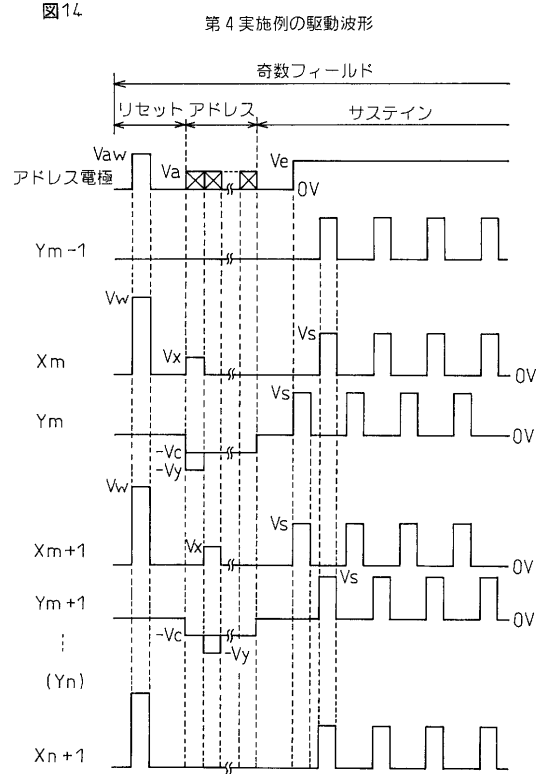 図14
第4実施例の駆動波形
奇数フィールド
リセット アドレス サステイン
Vaw
Va
Ve
アドレス電極
0V
Ym-1
Vw
Vx
Vs
Xm
0V
Ym
Vs
0V
-Vc
-Vy
Vw
Vx
Vs
Xm+1
0V
Vs
Ym+1
0V
-Vc
-Vy
(Yn)
Xn+1
0V